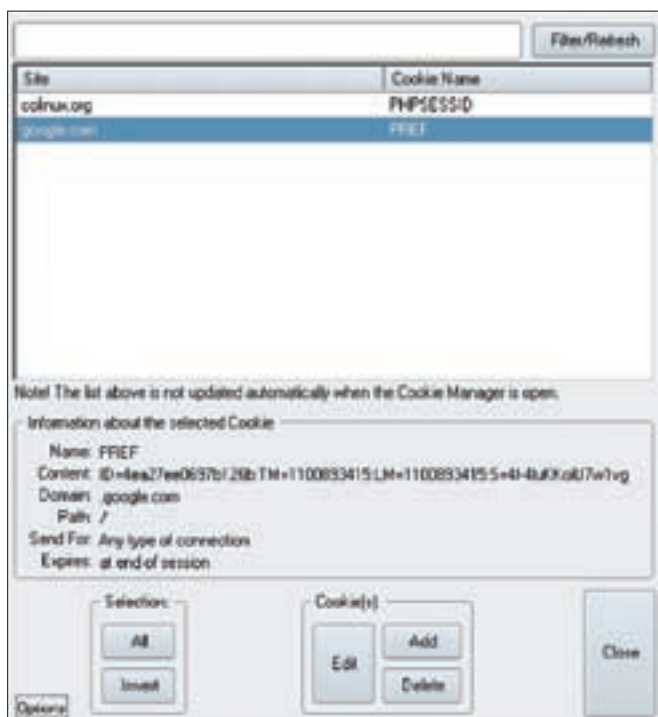 Filter/Refresh
Site Cookie Name
colinux.org PHPSESSID
google.com PREF
Note! The list above is not updated automatically when the Cookie Manager is open.
Information about the selected Cookie
Name: PREF
Content:
Domain: .google.com
Path: /
Send For: Any type of connection
Expires: at end of session
Selection:
Cookie(s)
All
Invert
Edit
Add
Delete
Close
Options